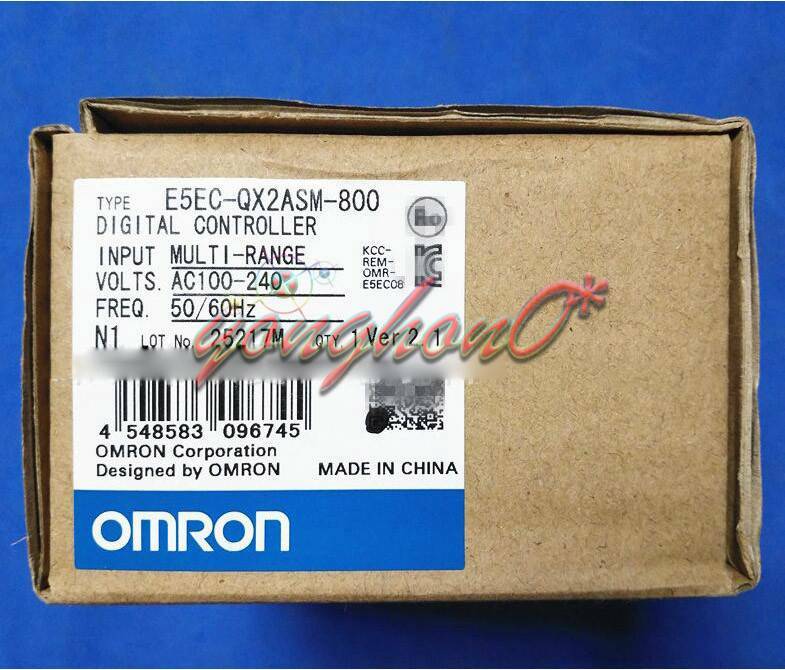 TYPE E5EC-QX2ASM-800
DIGITAL CONTROLLER
INPUT MULTI-RANGE
VOLTS. AC100-240
FREQ. 50/60Hz
N1 LOT No. 25217M QTY. 1 Ver 2.1
KCC-
REM-
OMR-
E5EC08
yonghon0*
4 548583 096745
OMRON Corporation
Designed by OMRON
MADE IN CHINA
OMRON